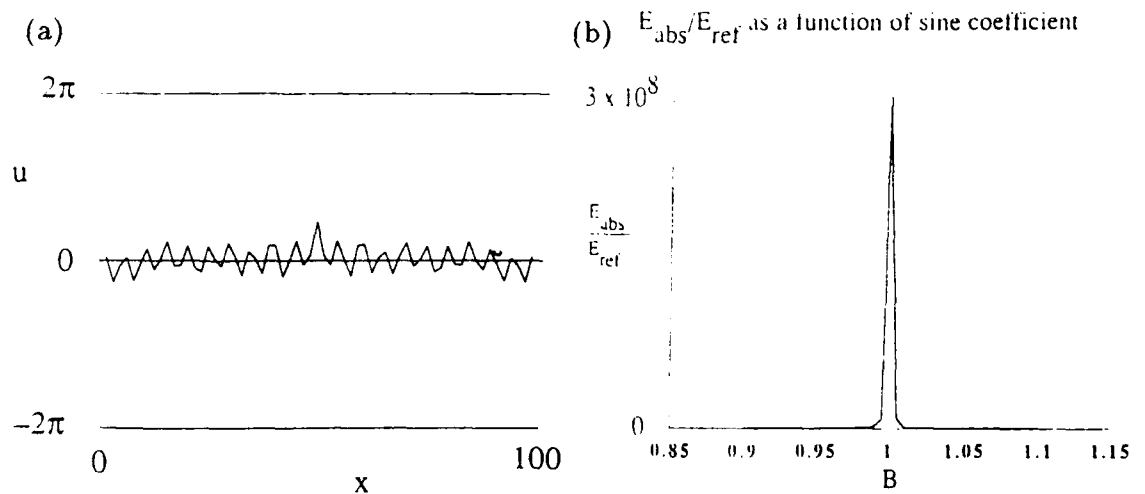 (a)
2π
u
0
−2π
0
100
x
(b) E_abs/E_ref as a function of sine coefficient
3 x 10^8
E_abs
E_ref
0
0.85 0.9 0.95 1 1.05 1.1 1.15
B